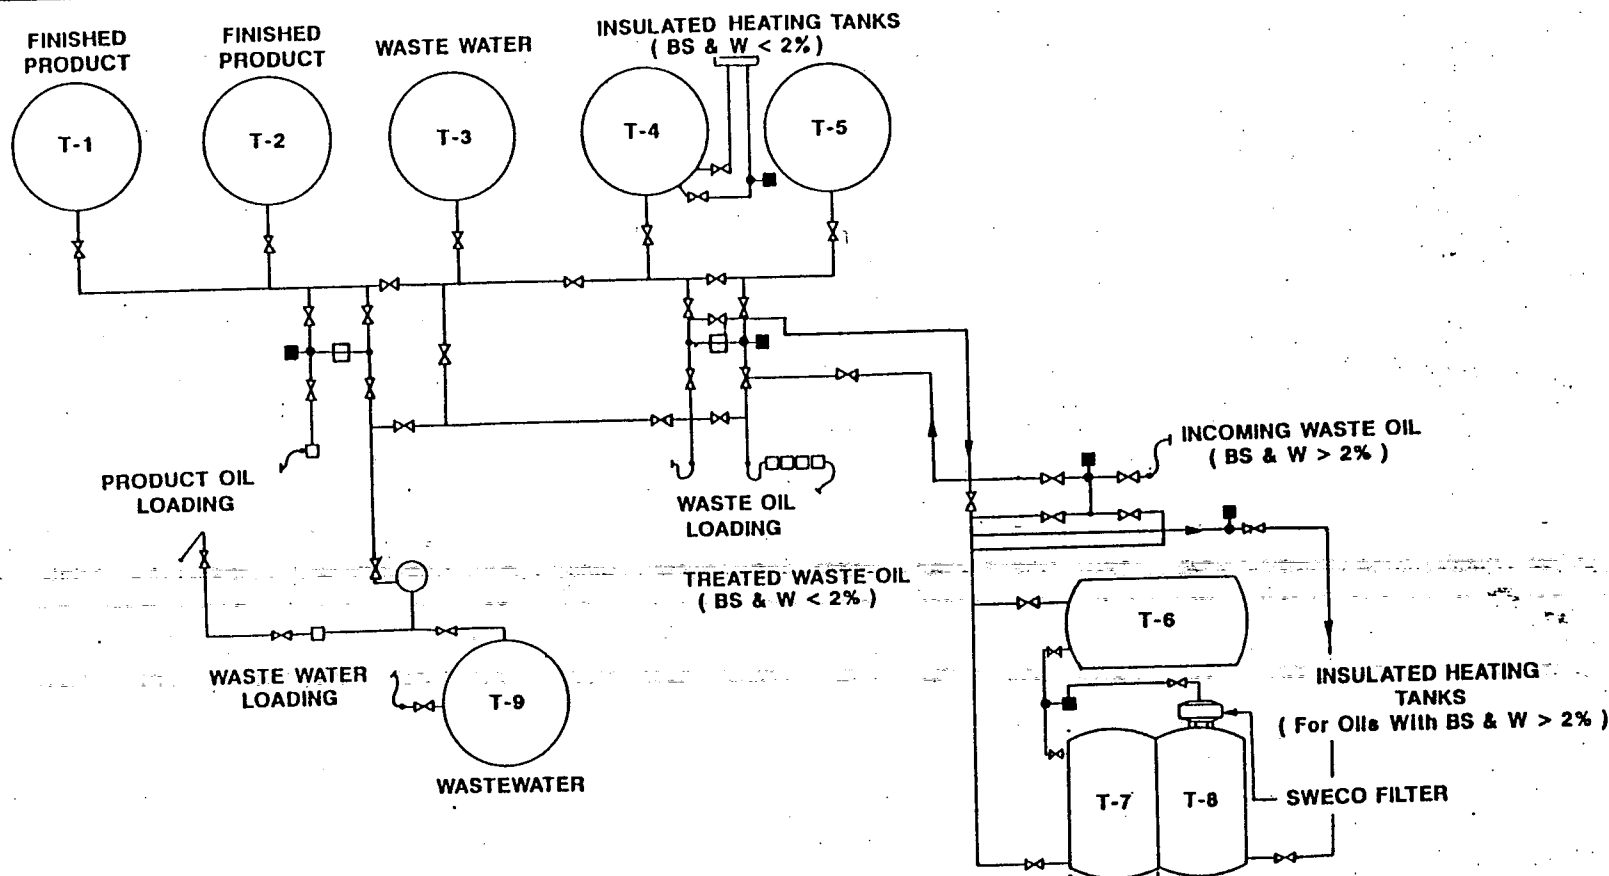 FINISHED
PRODUCT
FINISHED
PRODUCT
WASTE WATER
INSULATED HEATING TANKS
( BS & W < 2% )
T-1
T-2
T-3
T-4
T-5
INCOMING WASTE OIL
( BS & W > 2% )
PRODUCT OIL
LOADING
WASTE OIL
LOADING
TREATED WASTE OIL
( BS & W < 2% )
T-6
WASTE WATER
LOADING
T-9
WASTEWATER
INSULATED HEATING
TANKS
( For Oils With BS & W > 2% )
T-7
T-8
SWECO FILTER